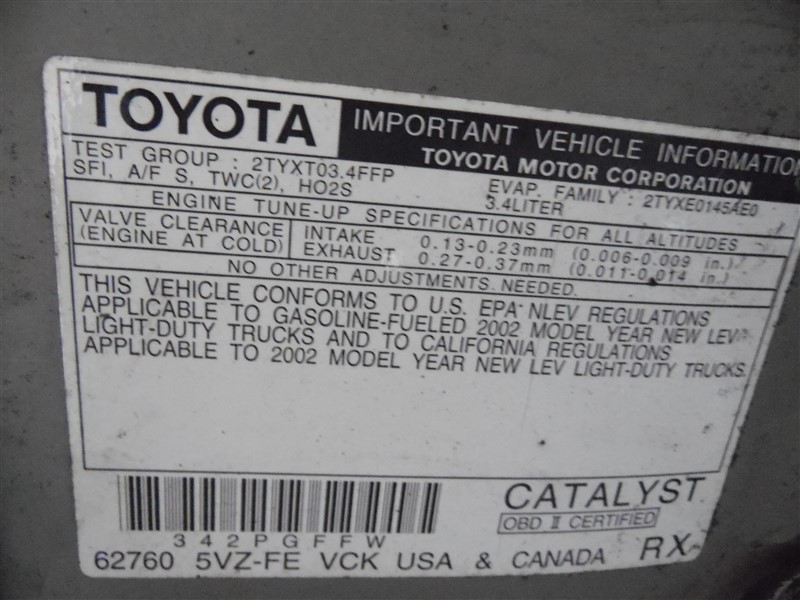 TOYOTA IMPORTANT VEHICLE INFORMATION
TOYOTA MOTOR CORPORATION
TEST GROUP : 2TYXT03.4FFP EVAP. FAMILY : 2TYXE0145AE0
SFI, A/F S, TWC(2), HO2S 3.4LITER
ENGINE TUNE-UP SPECIFICATIONS FOR ALL ALTITUDES
VALVE CLEARANCE INTAKE 0.13-0.23mm (0.006-0.009 in.)
(ENGINE AT COLD) EXHAUST 0.27-0.37mm (0.011-0.014 in.)
NO OTHER ADJUSTMENTS NEEDED.
THIS VEHICLE CONFORMS TO U.S. EPA NLEV REGULATIONS
APPLICABLE TO GASOLINE-FUELED 2002 MODEL YEAR NEW LEV
LIGHT-DUTY TRUCKS AND TO CALIFORNIA REGULATIONS
APPLICABLE TO 2002 MODEL YEAR NEW LEV LIGHT-DUTY TRUCKS.
CATALYST
OBD II CERTIFIED
342PGFFW
62760 5VZ-FE VCK USA & CANADA RX